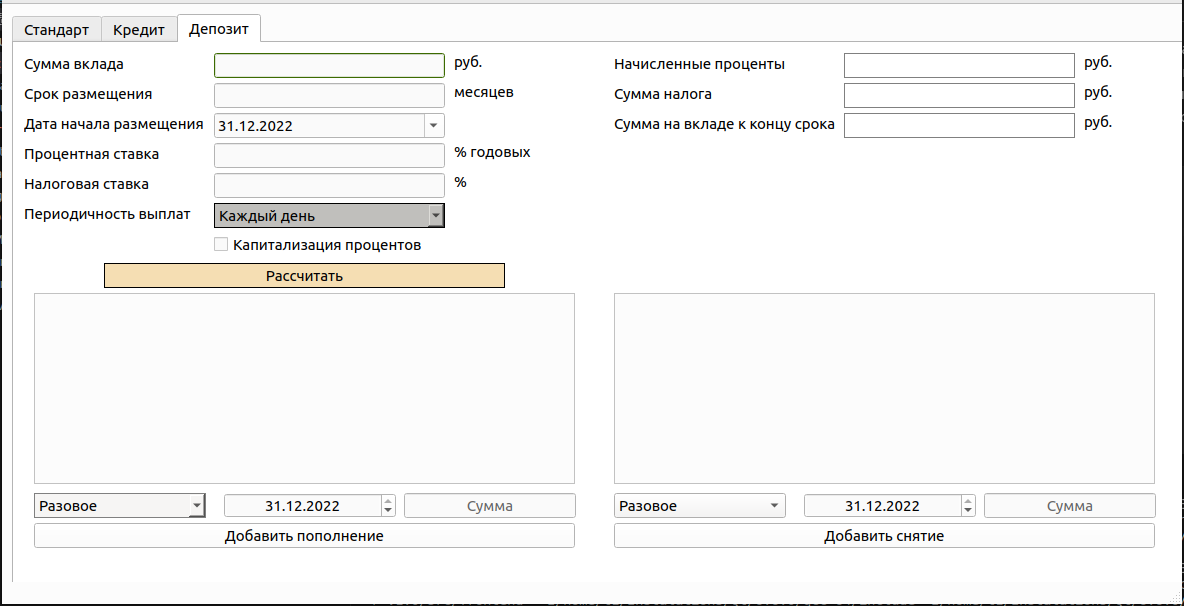 Стандарт Кредит Депозит
Сумма вклада руб. Начисленные проценты руб.
Срок размещения месяцев Сумма налога руб.
Дата начала размещения 31.12.2022 Сумма на вкладе к концу срока руб.
Процентная ставка % годовых
Налоговая ставка %
Периодичность выплат Каждый день
Капитализация процентов
Рассчитать
Разовое 31.12.2022 Сумма Разовое 31.12.2022 Сумма
Добавить пополнение Добавить снятие